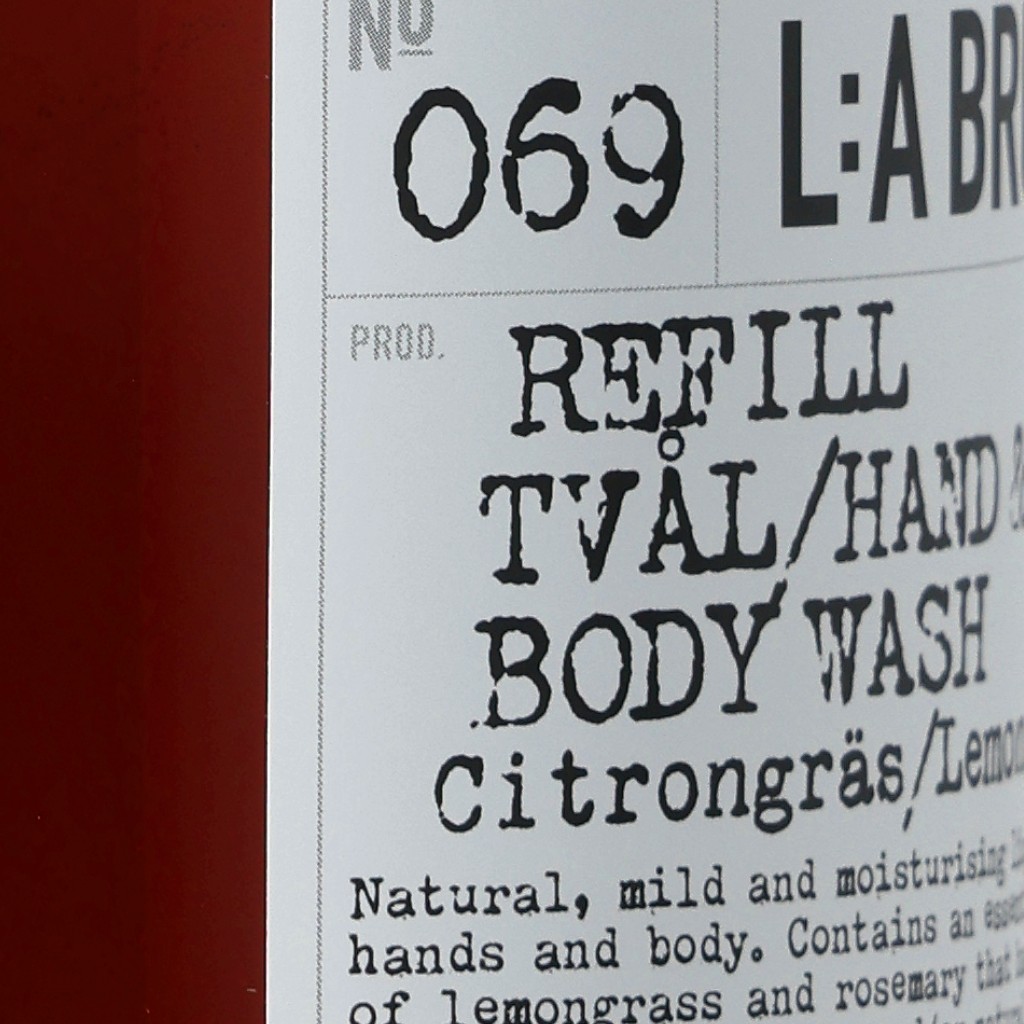 Nº
069
L:A BR
PROD.
REFILL
TVÅL/HAND &
BODY WASH
Citrongräs/Lemon
Natural, mild and moisturising
hands and body. Contains an
of lemongrass and rosemary that